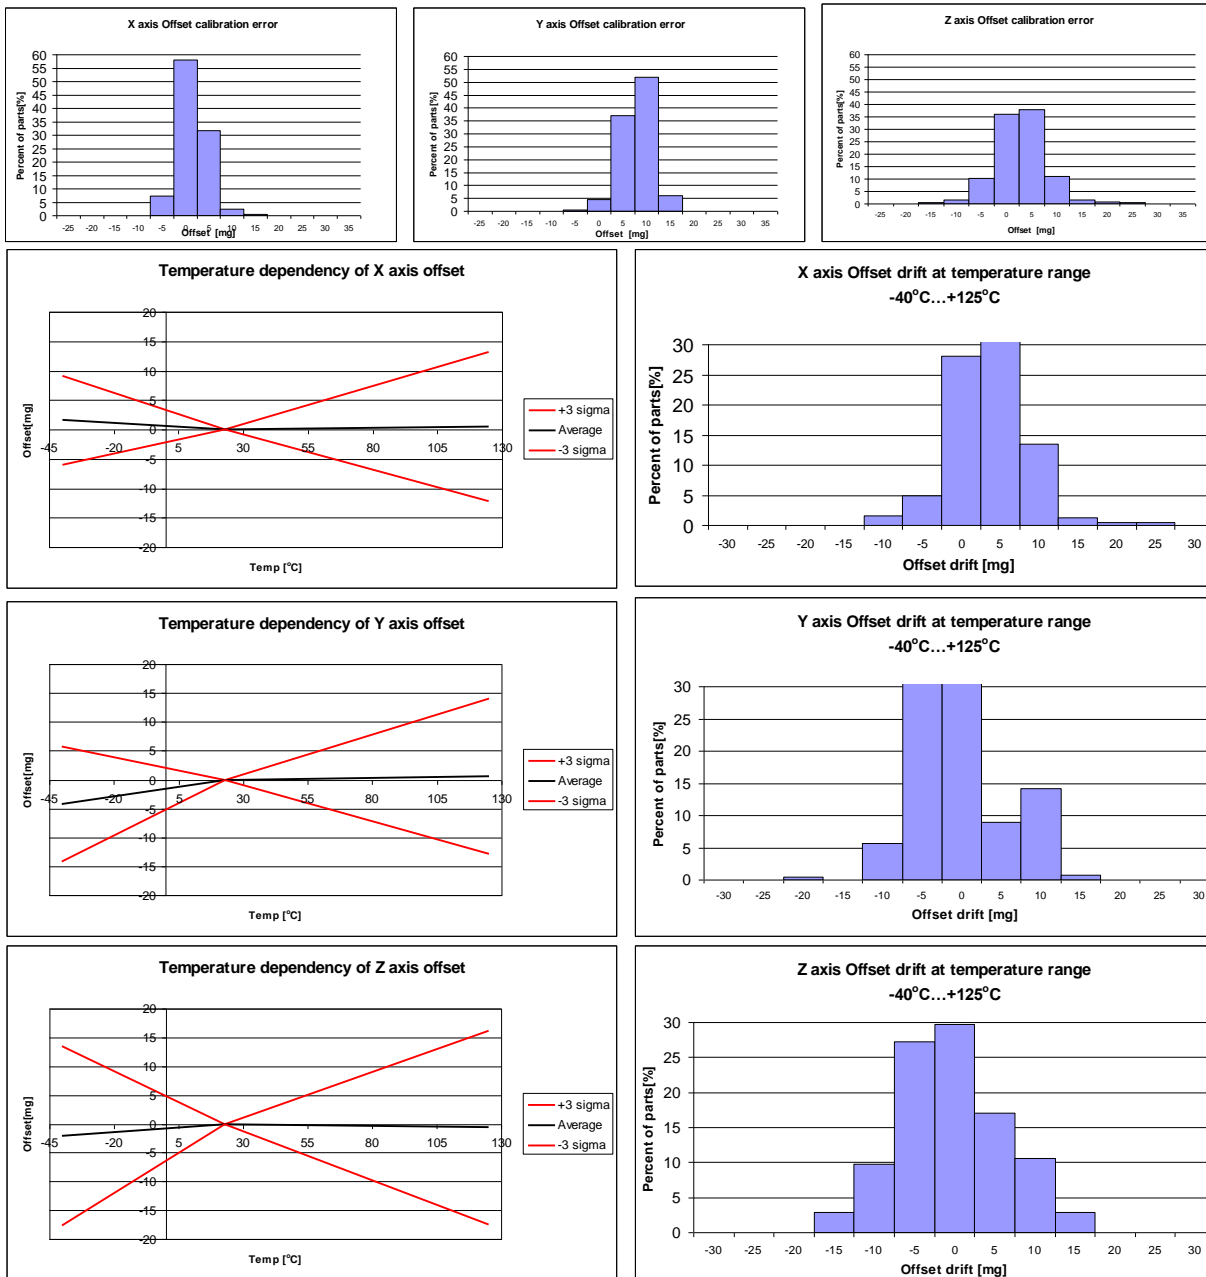 X axis Offset calibration error
Percent of parts[%]
60
55
50
45
40
35
30
25
20
15
10
5
0
-25 -20 -15 -10 -5 0 5 10 15 20 25 30 35
Offset [mg]
Y axis Offset calibration error
Percent of parts[%]
60
55
50
45
40
35
30
25
20
15
10
5
0
-25 -20 -15 -10 -5 0 5 10 15 20 25 30 35
Offset [mg]
Z axis Offset calibration error
Percent of parts[%]
60
55
50
45
40
35
30
25
20
15
10
5
0
-25 -20 -15 -10 -5 0 5 10 15 20 25 30 35
Offset [mg]
Temperature dependency of X axis offset
Offset[mg]
20
15
10
5
0
-5
-10
-15
-20
-45 -20 5 30 55 80 105 130
Temp [°C]
+3 sigma
Average
-3 sigma
X axis Offset drift at temperature range
-40°C...+125°C
Percent of parts[%]
30
25
20
15
10
5
0
-30 -25 -20 -15 -10 -5 0 5 10 15 20 25 30
Offset drift [mg]
Temperature dependency of Y axis offset
Offset[mg]
20
15
10
5
0
-5
-10
-15
-20
-45 -20 5 30 55 80 105 130
Temp [°C]
+3 sigma
Average
-3 sigma
Y axis Offset drift at temperature range
-40°C...+125°C
Percent of parts[%]
30
25
20
15
10
5
0
-30 -25 -20 -15 -10 -5 0 5 10 15 20 25 30
Offset drift [mg]
Temperature dependency of Z axis offset
Offset[mg]
20
15
10
5
0
-5
-10
-15
-20
-45 -20 5 30 55 80 105 130
Temp [°C]
+3 sigma
Average
-3 sigma
Z axis Offset drift at temperature range
-40°C...+125°C
Percent of parts[%]
30
25
20
15
10
5
0
-30 -25 -20 -15 -10 -5 0 5 10 15 20 25 30
Offset drift [mg]